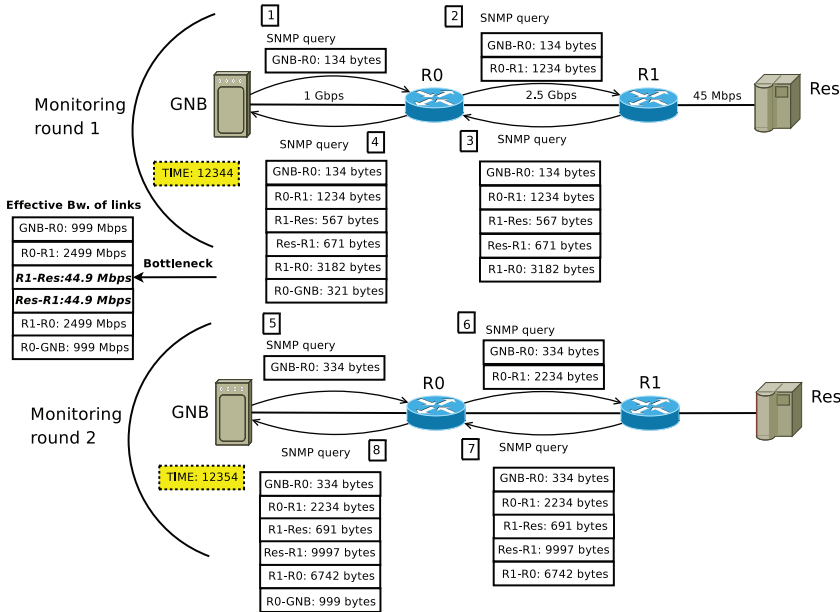 1
SNMP query
GNB-R0: 134 bytes
2
SNMP query
GNB-R0: 134 bytes
R0-R1: 1234 bytes
R0
R1
Res
GNB
1 Gbps
2.5 Gbps
45 Mbps
Monitoring
round 1
TIME: 12344
SNMP query
4
GNB-R0: 134 bytes
R0-R1: 1234 bytes
R1-Res: 567 bytes
Res-R1: 671 bytes
R1-R0: 3182 bytes
R0-GNB: 321 bytes
3
SNMP query
GNB-R0: 134 bytes
R0-R1: 1234 bytes
R1-Res: 567 bytes
Res-R1: 671 bytes
R1-R0: 3182 bytes
Effective Bw. of links
GNB-R0: 999 Mbps
R0-R1: 2499 Mbps
R1-Res:44.9 Mbps
Res-R1:44.9 Mbps
R1-R0: 2499 Mbps
R0-GNB: 999 Mbps
Bottleneck
5
SNMP query
GNB-R0: 334 bytes
6
SNMP query
GNB-R0: 334 bytes
R0-R1: 2234 bytes
R0
R1
Res
GNB
Monitoring
round 2
TIME: 12354
SNMP query
8
GNB-R0: 334 bytes
R0-R1: 2234 bytes
R1-Res: 691 bytes
Res-R1: 9997 bytes
R1-R0: 6742 bytes
R0-GNB: 999 bytes
7
SNMP query
GNB-R0: 334 bytes
R0-R1: 2234 bytes
R1-Res: 691 bytes
Res-R1: 9997 bytes
R1-R0: 6742 bytes